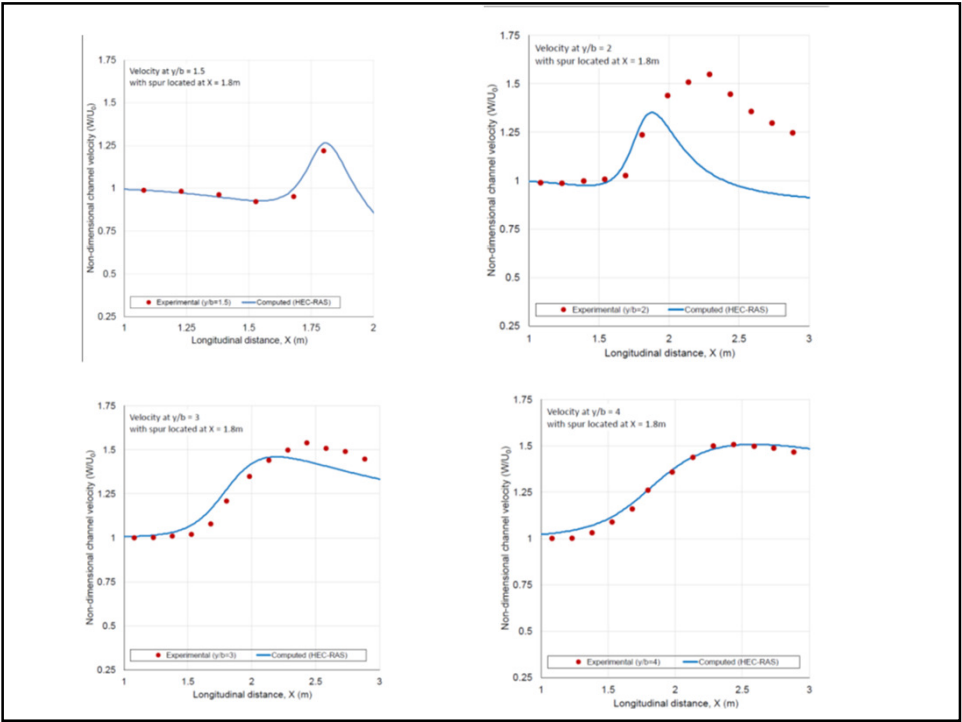 Velocity at y/b = 1.5
with spur located at X = 1.8m
Non-dimensional channel velocity (W/U₀)
1.75
1.5
1.25
1
0.75
0.5
0.25
Experimental (y/b=1.5) Computed (HEC-RAS)
1 1.25 1.5 1.75 2
Longitudinal distance, X (m)
Velocity at y/b = 2
with spur located at X = 1.8m
Non-dimensional channel velocity (W/U₀)
1.75
1.5
1.25
1
0.75
0.5
0.25
Experimental (y/b=2) Computed (HEC-RAS)
1 1.5 2 2.5 3
Longitudinal distance, X (m)
Velocity at y/b = 3
with spur located at X = 1.8m
Non-dimensional channel velocity (W/U₀)
1.75
1.5
1.25
1
0.75
0.5
0.25
Experimental (y/b=3) Computed (HEC-RAS)
1 1.5 2 2.5 3
Longitudinal distance, X (m)
Velocity at y/b = 4
with spur located at X = 1.8m
Non-dimensional channel velocity (W/U₀)
1.75
1.5
1.25
1
0.75
0.5
0.25
Experimental (y/b=4) Computed (HEC-RAS)
1 1.5 2 2.5 3
Longitudinal distance, X (m)